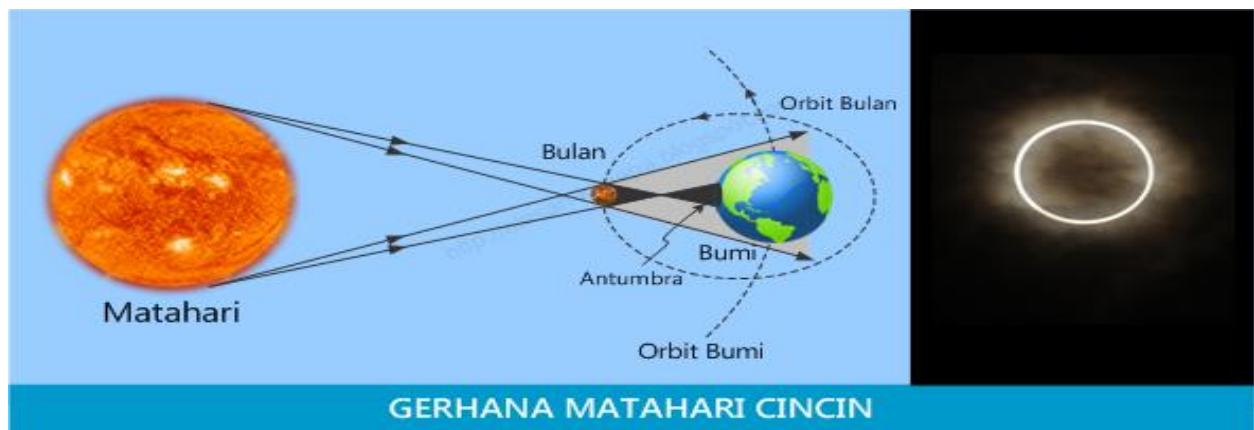 Orbit Bulan
Bulan
Bumi
Antumbra
Matahari
Orbit Bumi
GERHANA MATAHARI CINCIN